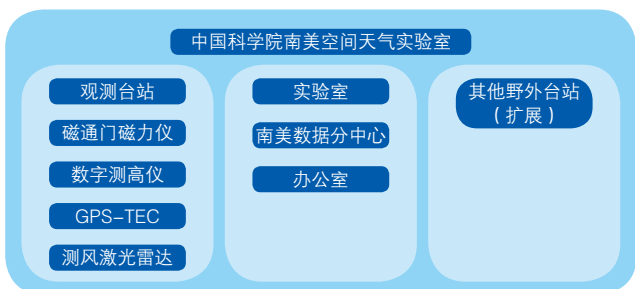 中国科学院南美空间天气实验室
观测台站
磁通门磁力仪
数字测高仪
GPS-TEC
测风激光雷达
实验室
南美数据分中心
办公室
其他野外台站
(扩展)